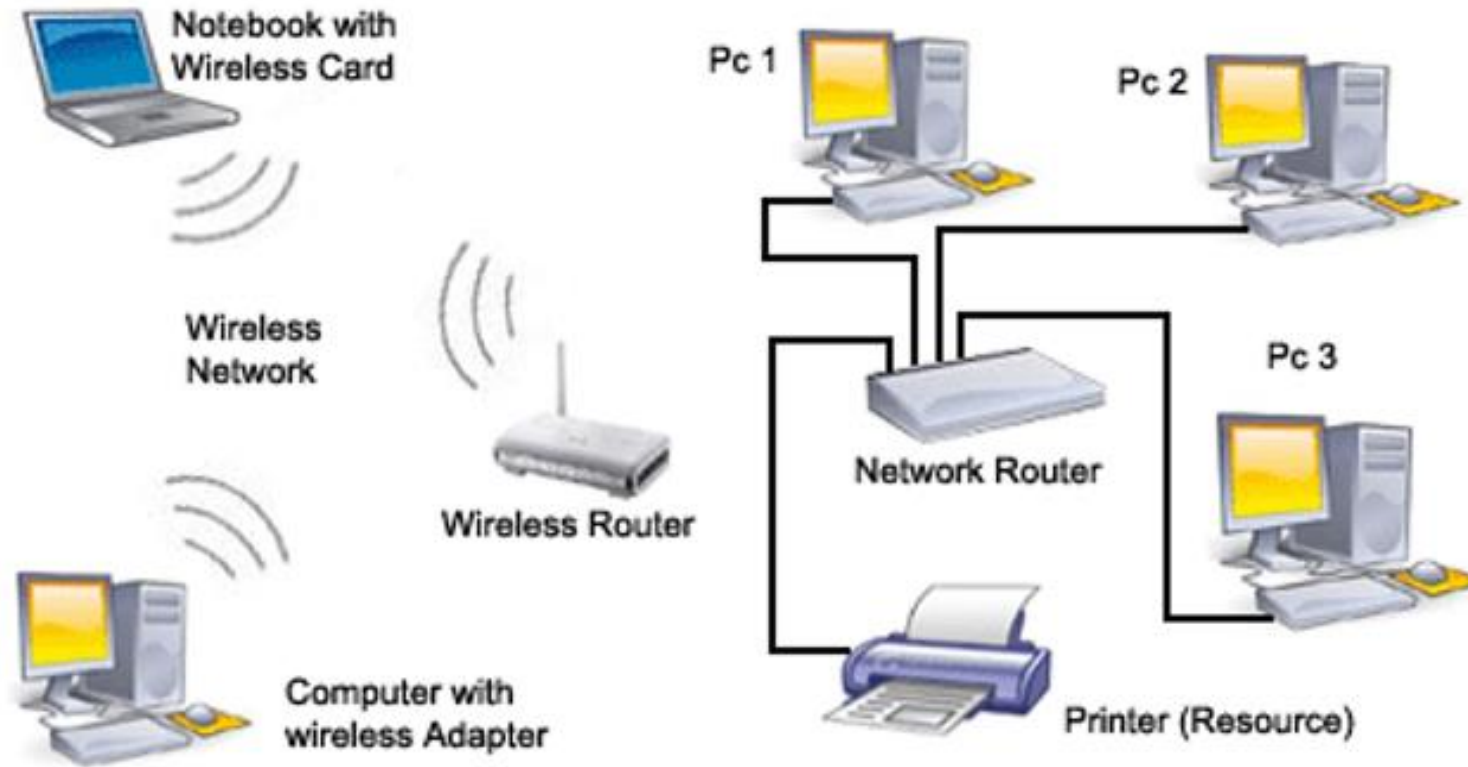 Notebook with
Wireless Card
Wireless
Network
Wireless Router
Computer with
wireless Adapter
Pc 1
Pc 2
Pc 3
Network Router
Printer (Resource)